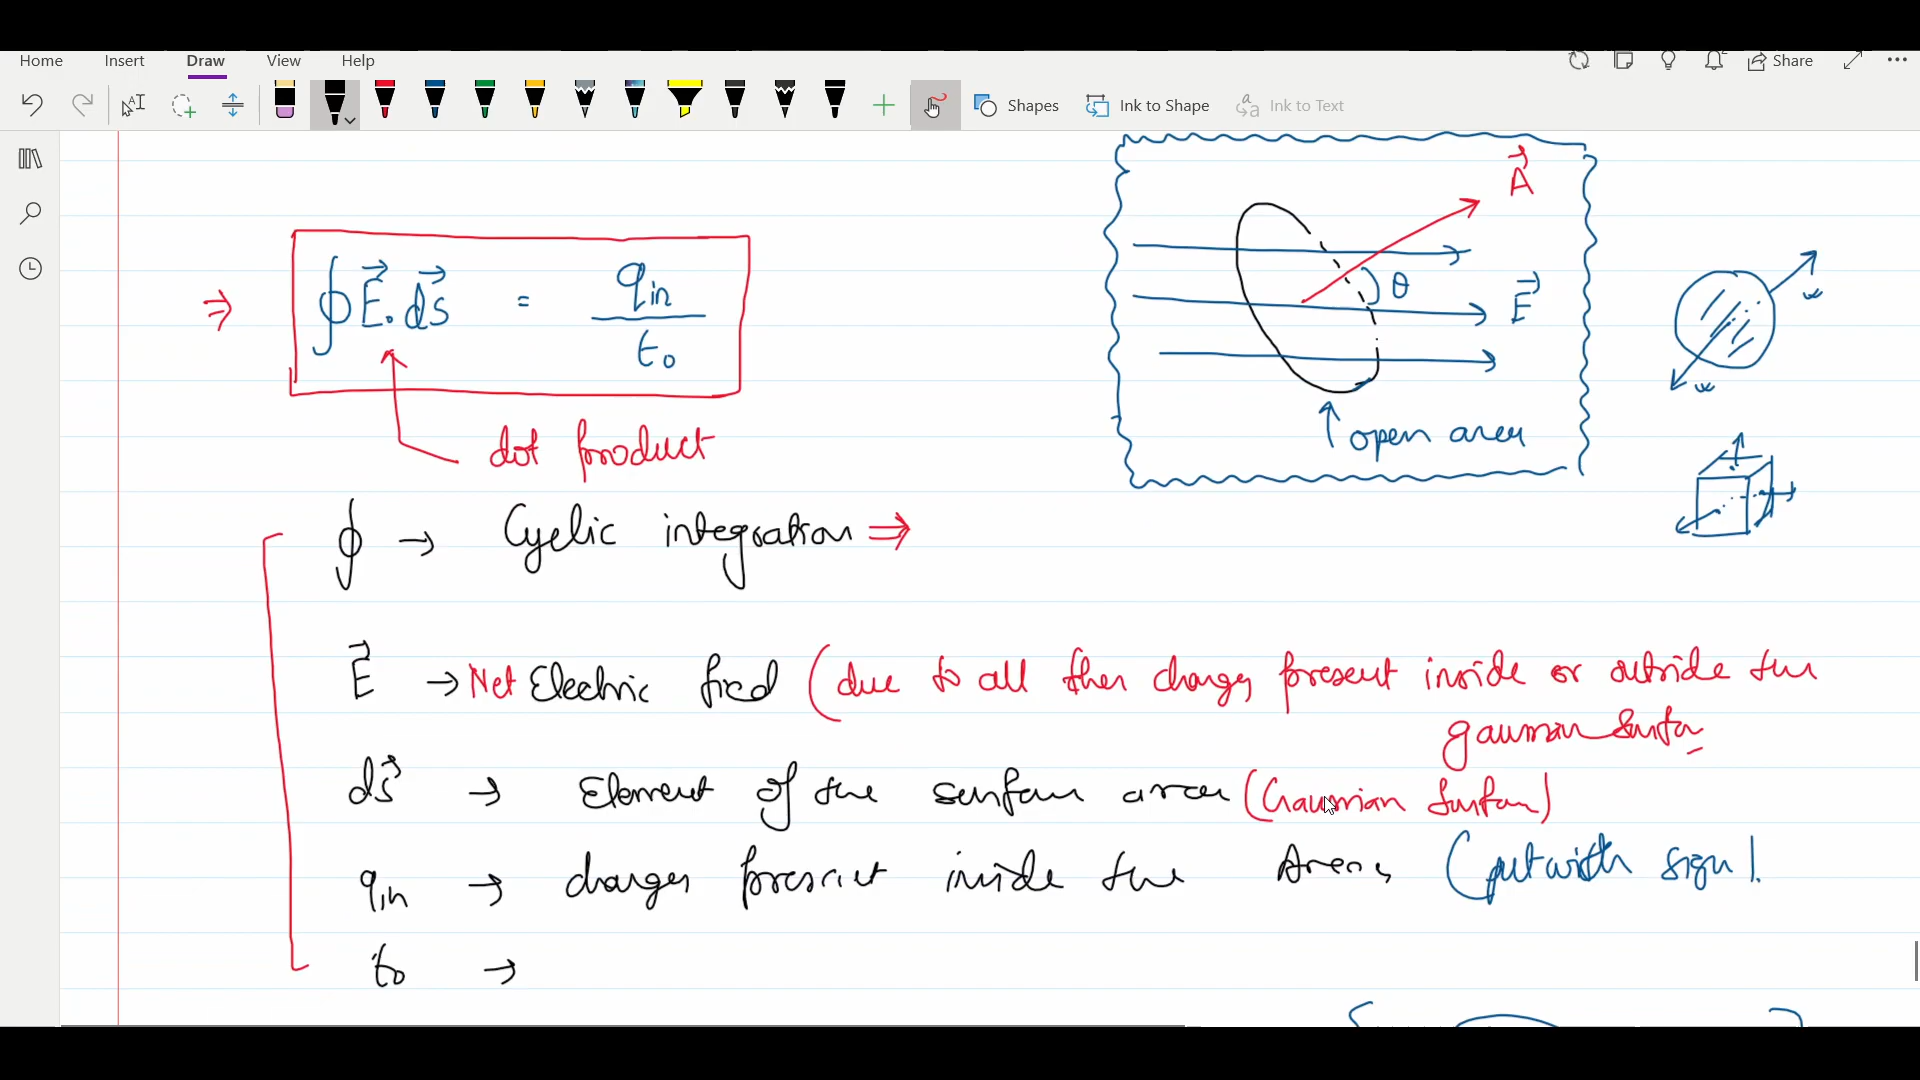 Home Insert Draw View Help Share
Shapes Ink to Shape Ink to Text
A⃗
⇒ ∮E⃗.ds⃗ = qin/ε0
θ
E⃗
dot product
open area
∮ → Cyclic integration ⇒
E⃗ → Net Electric field (due to all the charges present inside or outside the
gaussian surface
ds⃗ → Element of the surface area (Gaussian Surface)
qin → charges present inside the Area (put with sign).
ε0 →